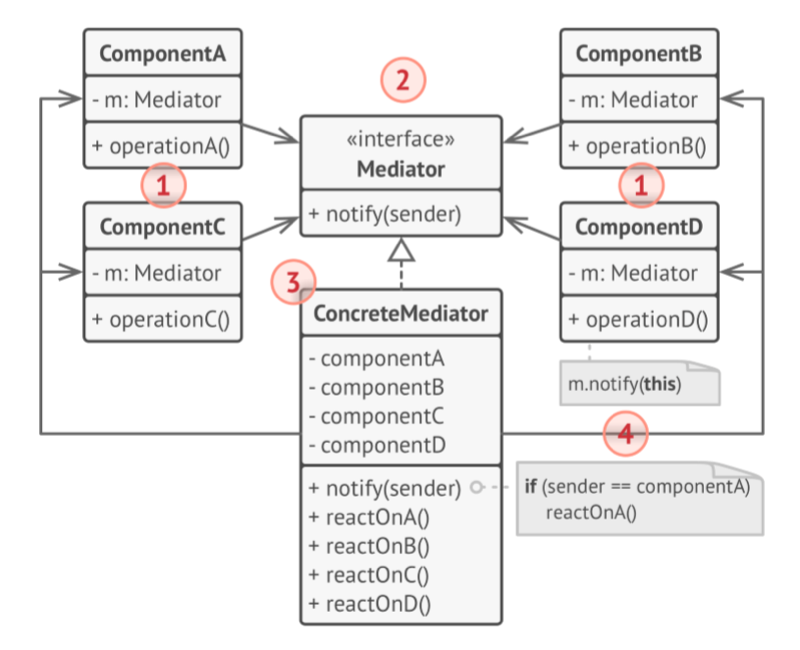 ComponentA
- m: Mediator
+ operationA()
1
ComponentC
- m: Mediator
+ operationC()
2
«interface»
Mediator
+ notify(sender)
3
ConcreteMediator
- componentA
- componentB
- componentC
- componentD
+ notify(sender)
+ reactOnA()
+ reactOnB()
+ reactOnC()
+ reactOnD()
ComponentB
- m: Mediator
+ operationB()
1
ComponentD
- m: Mediator
+ operationD()
m.notify(this)
4
if (sender == componentA)
reactOnA()